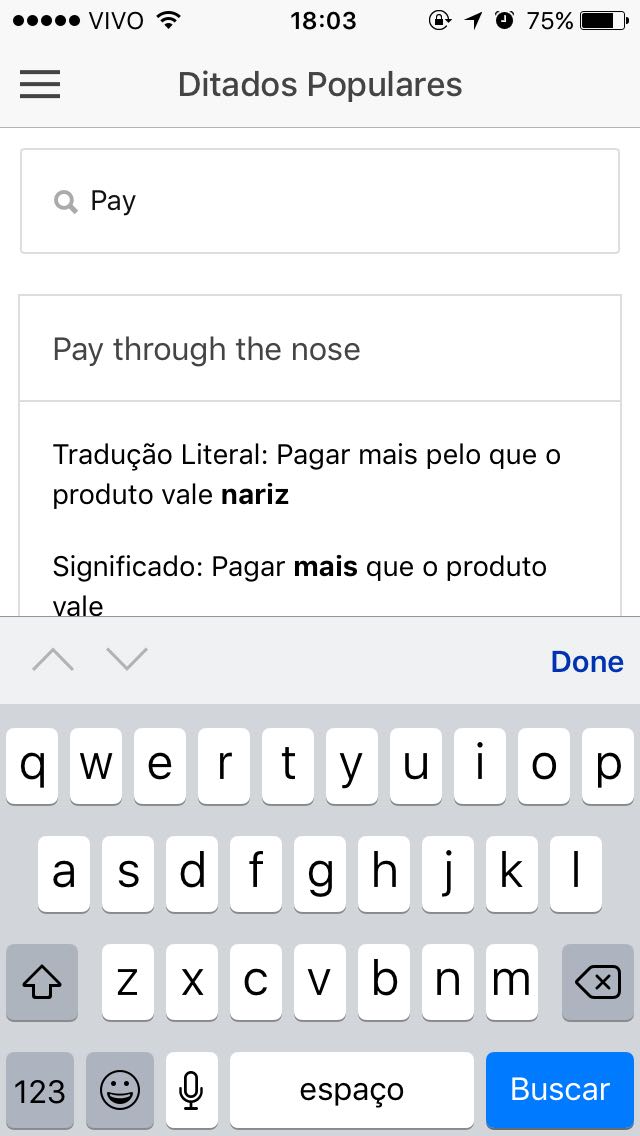 VIVO 18:03 75%
Ditados Populares
Pay
Pay through the nose
Tradução Literal: Pagar mais pelo que o
produto vale nariz
Significado: Pagar mais que o produto
vale
Done
q w e r t y u i o p
a s d f g h j k l
z x c v b n m
123 espaço Buscar